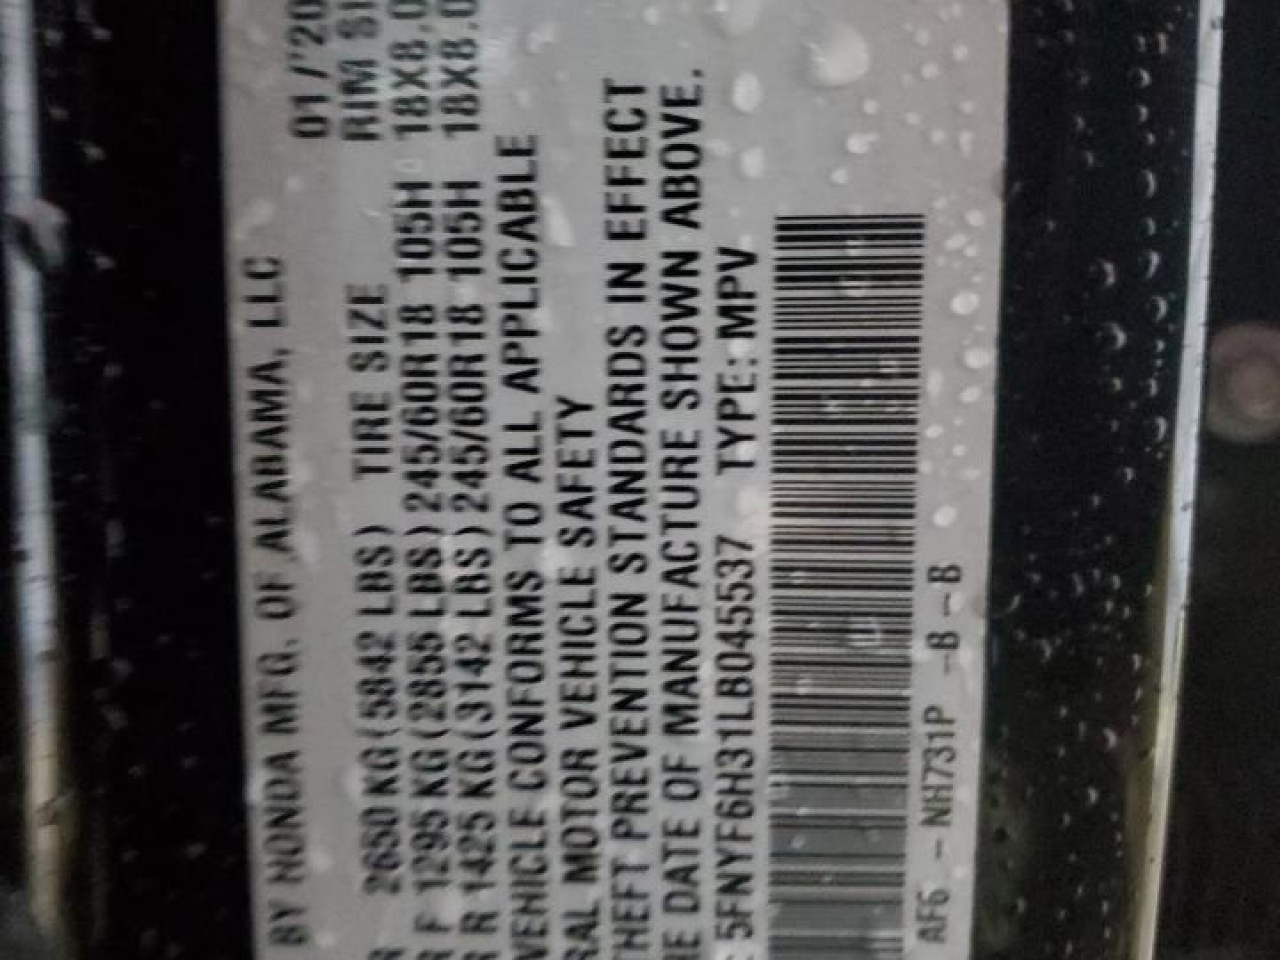 BY HONDA MFG. OF ALABAMA, LLC
01/'20
RIM SI
2650 KG (5842 LBS) TIRE SIZE
R F 1295 KG (2855 LBS) 245/60R18 105H 18X8.0
R R 1425 KG (3142 LBS) 245/60R18 105H 18X8.0
VEHICLE CONFORMS TO ALL APPLICABLE
RAL MOTOR VEHICLE SAFETY
THEFT PREVENTION STANDARDS IN EFFECT
HE DATE OF MANUFACTURE SHOWN ABOVE.
5FNYF6H31LB045537 TYPE: MPV
AF6 - NH731P -B-B